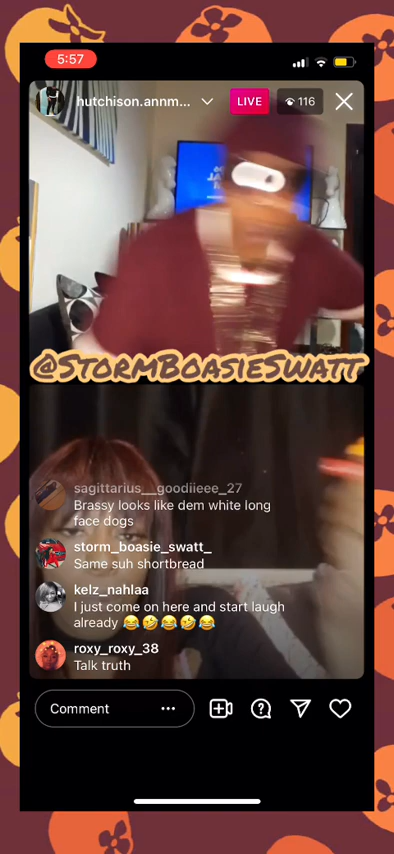 5:57
hutchison.annm...
LIVE
116
@STORMBOASIESWATT
sagittarius__goodiieee_27
Brassy looks like dem white long
face dogs
storm_boasie_swatt_
Same suh shortbread
kelz_nahlaa
I just come on here and start laugh
already 😂🤣😂🤣😂
roxy_roxy_38
Talk truth
Comment